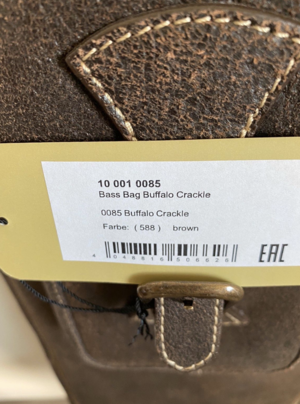 10 001 0085
Bass Bag Buffalo Crackle
0085 Buffalo Crackle
Farbe: ( 588 ) brown
EAC